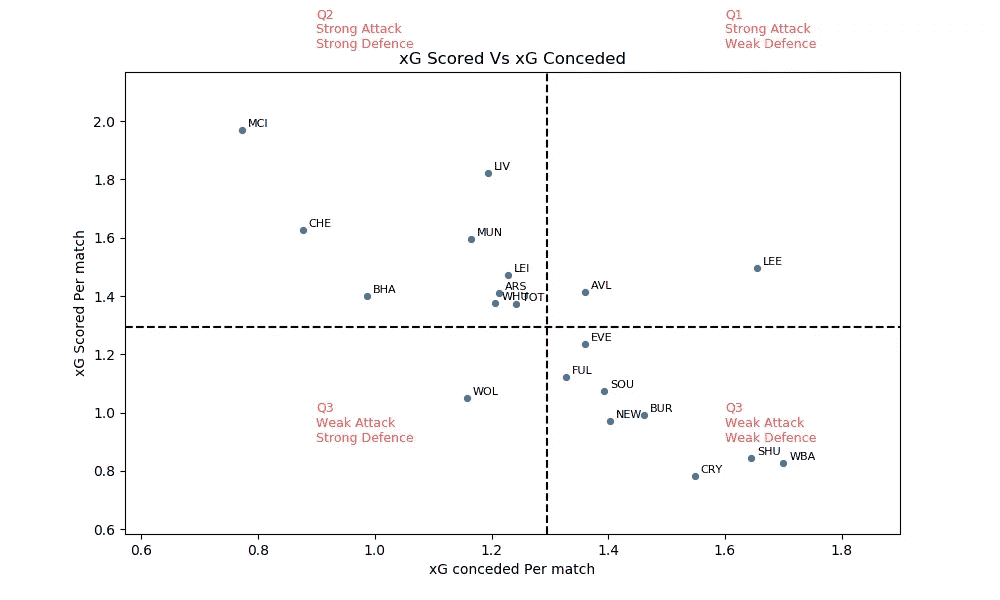 Q2
Strong Attack
Strong Defence
Q1
Strong Attack
Weak Defence
xG Scored Vs xG Conceded
xG Scored Per match
2.0
1.8
1.6
1.4
1.2
1.0
0.8
0.6
MCI
LIV
CHE
MUN
LEE
LEI
AVL
ARS
BHA
WHU
TOT
EVE
FUL
SOU
WOL
BUR
NEW
Q3
Weak Attack
Strong Defence
Q3
Weak Attack
Weak Defence
SHU
WBA
CRY
0.6
0.8
1.0
1.2
1.4
1.6
1.8
xG conceded Per match